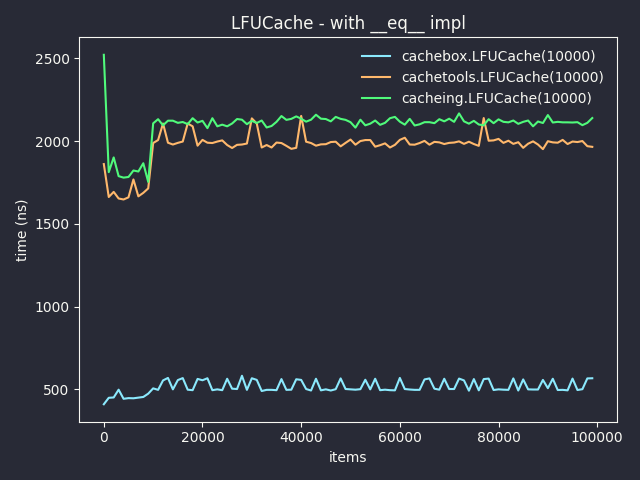 LFUCache - with __eq__ impl
cachebox.LFUCache(10000)
cachetools.LFUCache(10000)
cacheing.LFUCache(10000)
time (ns)
2500
2000
1500
1000
500
0 20000 40000 60000 80000 100000
items